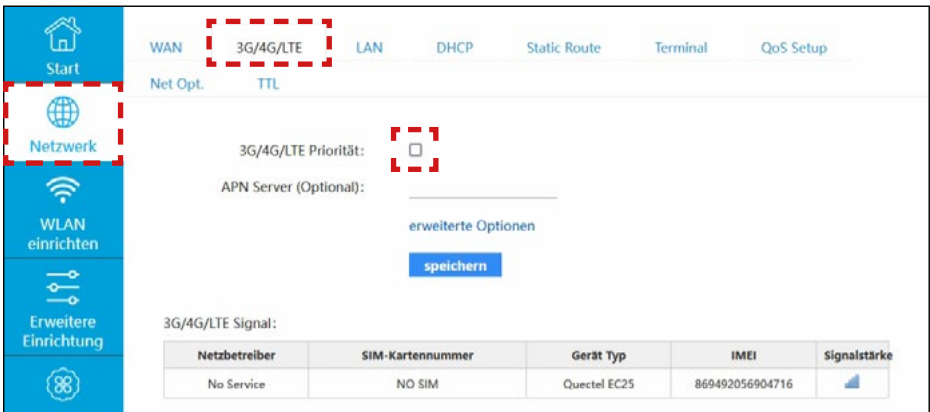 Start
Netzwerk
WLAN
einrichten
Erweitere
Einrichtung
WAN 3G/4G/LTE LAN DHCP Static Route Terminal QoS Setup
Net Opt. TTL
3G/4G/LTE Priorität:
APN Server (Optional):
erweiterte Optionen
speichern
3G/4G/LTE Signal:
Netzbetreiber SIM-Kartennummer Gerät Typ IMEI Signalstärke
No Service NO SIM Quectel EC25 869492056904716